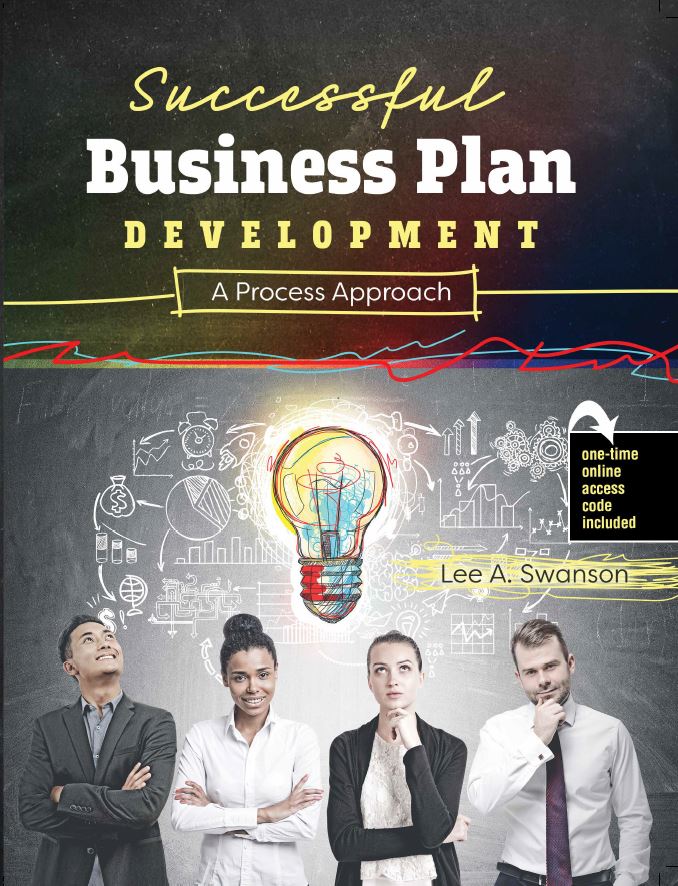 Successful
Business Plan
DEVELOPMENT
A Process Approach
one-time
online
access
code
included
Lee A. Swanson